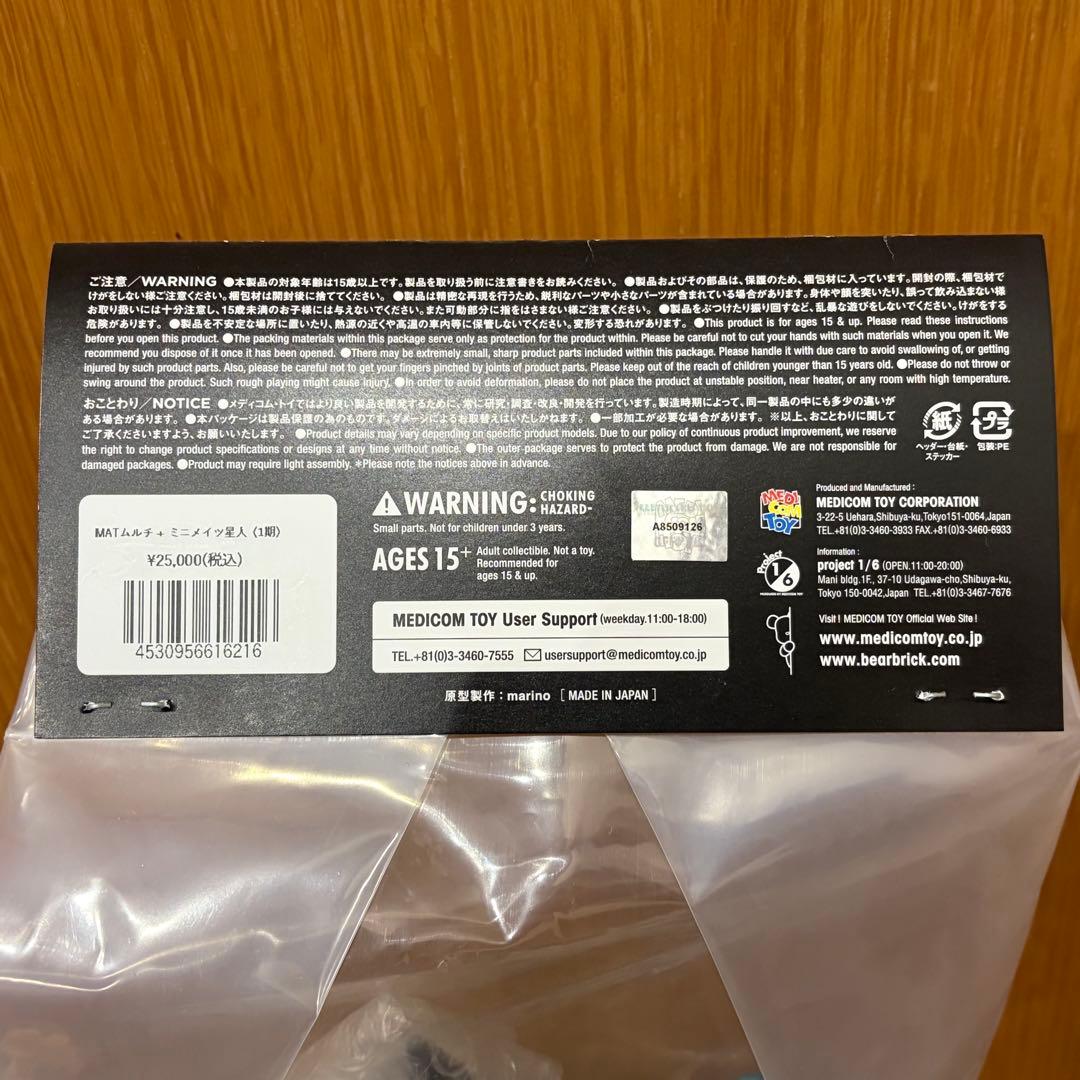 ご注意／WARNING ●本製品の対象年齢は15歳以上です。製品を取り扱う前に注意書きをお読みください。 ●製品およびその部品は、保護のため、梱包材に入っています。開封の際、梱包材で
けがをしない様ご注意ください。梱包材は開封後に捨ててください。 ●製品は精密な再現を行うため、鋭利なパーツや小さなパーツが含まれている場合があります。身体や顔を突いたり、誤って飲み込まない様
お取り扱いには十分注意し、15歳未満のお子様には与えないでください。また可動部分に指をはさまない様ご注意ください。 ●製品をぶつけたり振り回すなど、乱暴な遊びをしないでください。けがをする
危険があります。 ●製品を不安定な場所に置いたり、熱源の近くや高温の車内等に保管しないでください。変形する恐れがあります。 ●This product is for ages 15 & up. Please read these instructions
before you open this product. ●The packing materials within this package serve only as protection for the product within. Please be careful not to cut your hands with such materials when you open it. We
recommend you dispose of it once it has been opened. ●There may be extremely small, sharp product parts included within this package. Please handle it with due care to avoid swallowing of, or getting
injured by such product parts. Also, please be careful not to get your fingers pinched by joints of product parts. Please keep out of the reach of children younger than 15 years old. ●Please do not throw or
swing around the product. Such rough playing might cause injury. ●In order to avoid deformation, please do not place the product at unstable position, near heater, or any room with high temperature.
おことわり／NOTICE ●メディコム・トイではより良い製品を開発するために、常に研究・調査・改良・開発を行っています。製造時期によって、同一製品の中にも多少の違いが
ある場合があります。 ●本パッケージは製品保護の為のものです。ダメージによるお取替えはいたしかねます。 ●一部加工が必要な場合があります。 ※以上、おことわりに関して
ご了承くださいますよう、お願いいたします。 ●Product details may vary depending on specific product models. Due to our policy of continuous product improvement, we reserve
the right to change product specifications or designs at any time without notice. ●The outer-package serves to protect the product from damage. We are not responsible for
damaged packages. ●Product may require light assembly. ＊Please note the notices above in advance.
紙
ヘッダー台紙・
ステッカー
プラ
包装:PE
MATムルチ + ミニメイツ星人 (1期)
¥25,000(税込)
4530956616216
WARNING: CHOKING
HAZARD-
Small parts. Not for children under 3 years.
AGES 15+ Adult collectible. Not a toy.
Recommended for
ages 15 & up.
A8509126
MEDICOM TOY User Support (weekday.11:00-18:00)
TEL.+81(0)3-3460-7555 usersupport@medicomtoy.co.jp
原型製作：marino [ MADE IN JAPAN ]
MEDI
COM
TOY
Produced and Manufactured :
MEDICOM TOY CORPORATION
3-22-5 Uehara,Shibuya-ku,Tokyo151-0064,Japan
TEL.+81(0)3-3460-3933 FAX.+81(0)3-3460-6933
Project
1/6
Information :
project 1/6 (OPEN.11:00-20:00)
Mani bldg.1F., 37-10 Udagawa-cho,Shibuya-ku,
Tokyo 150-0042,Japan TEL.+81(0)3-3467-7676
Visit ! MEDICOM TOY Official Web Site !
www.medicomtoy.co.jp
www.bearbrick.com